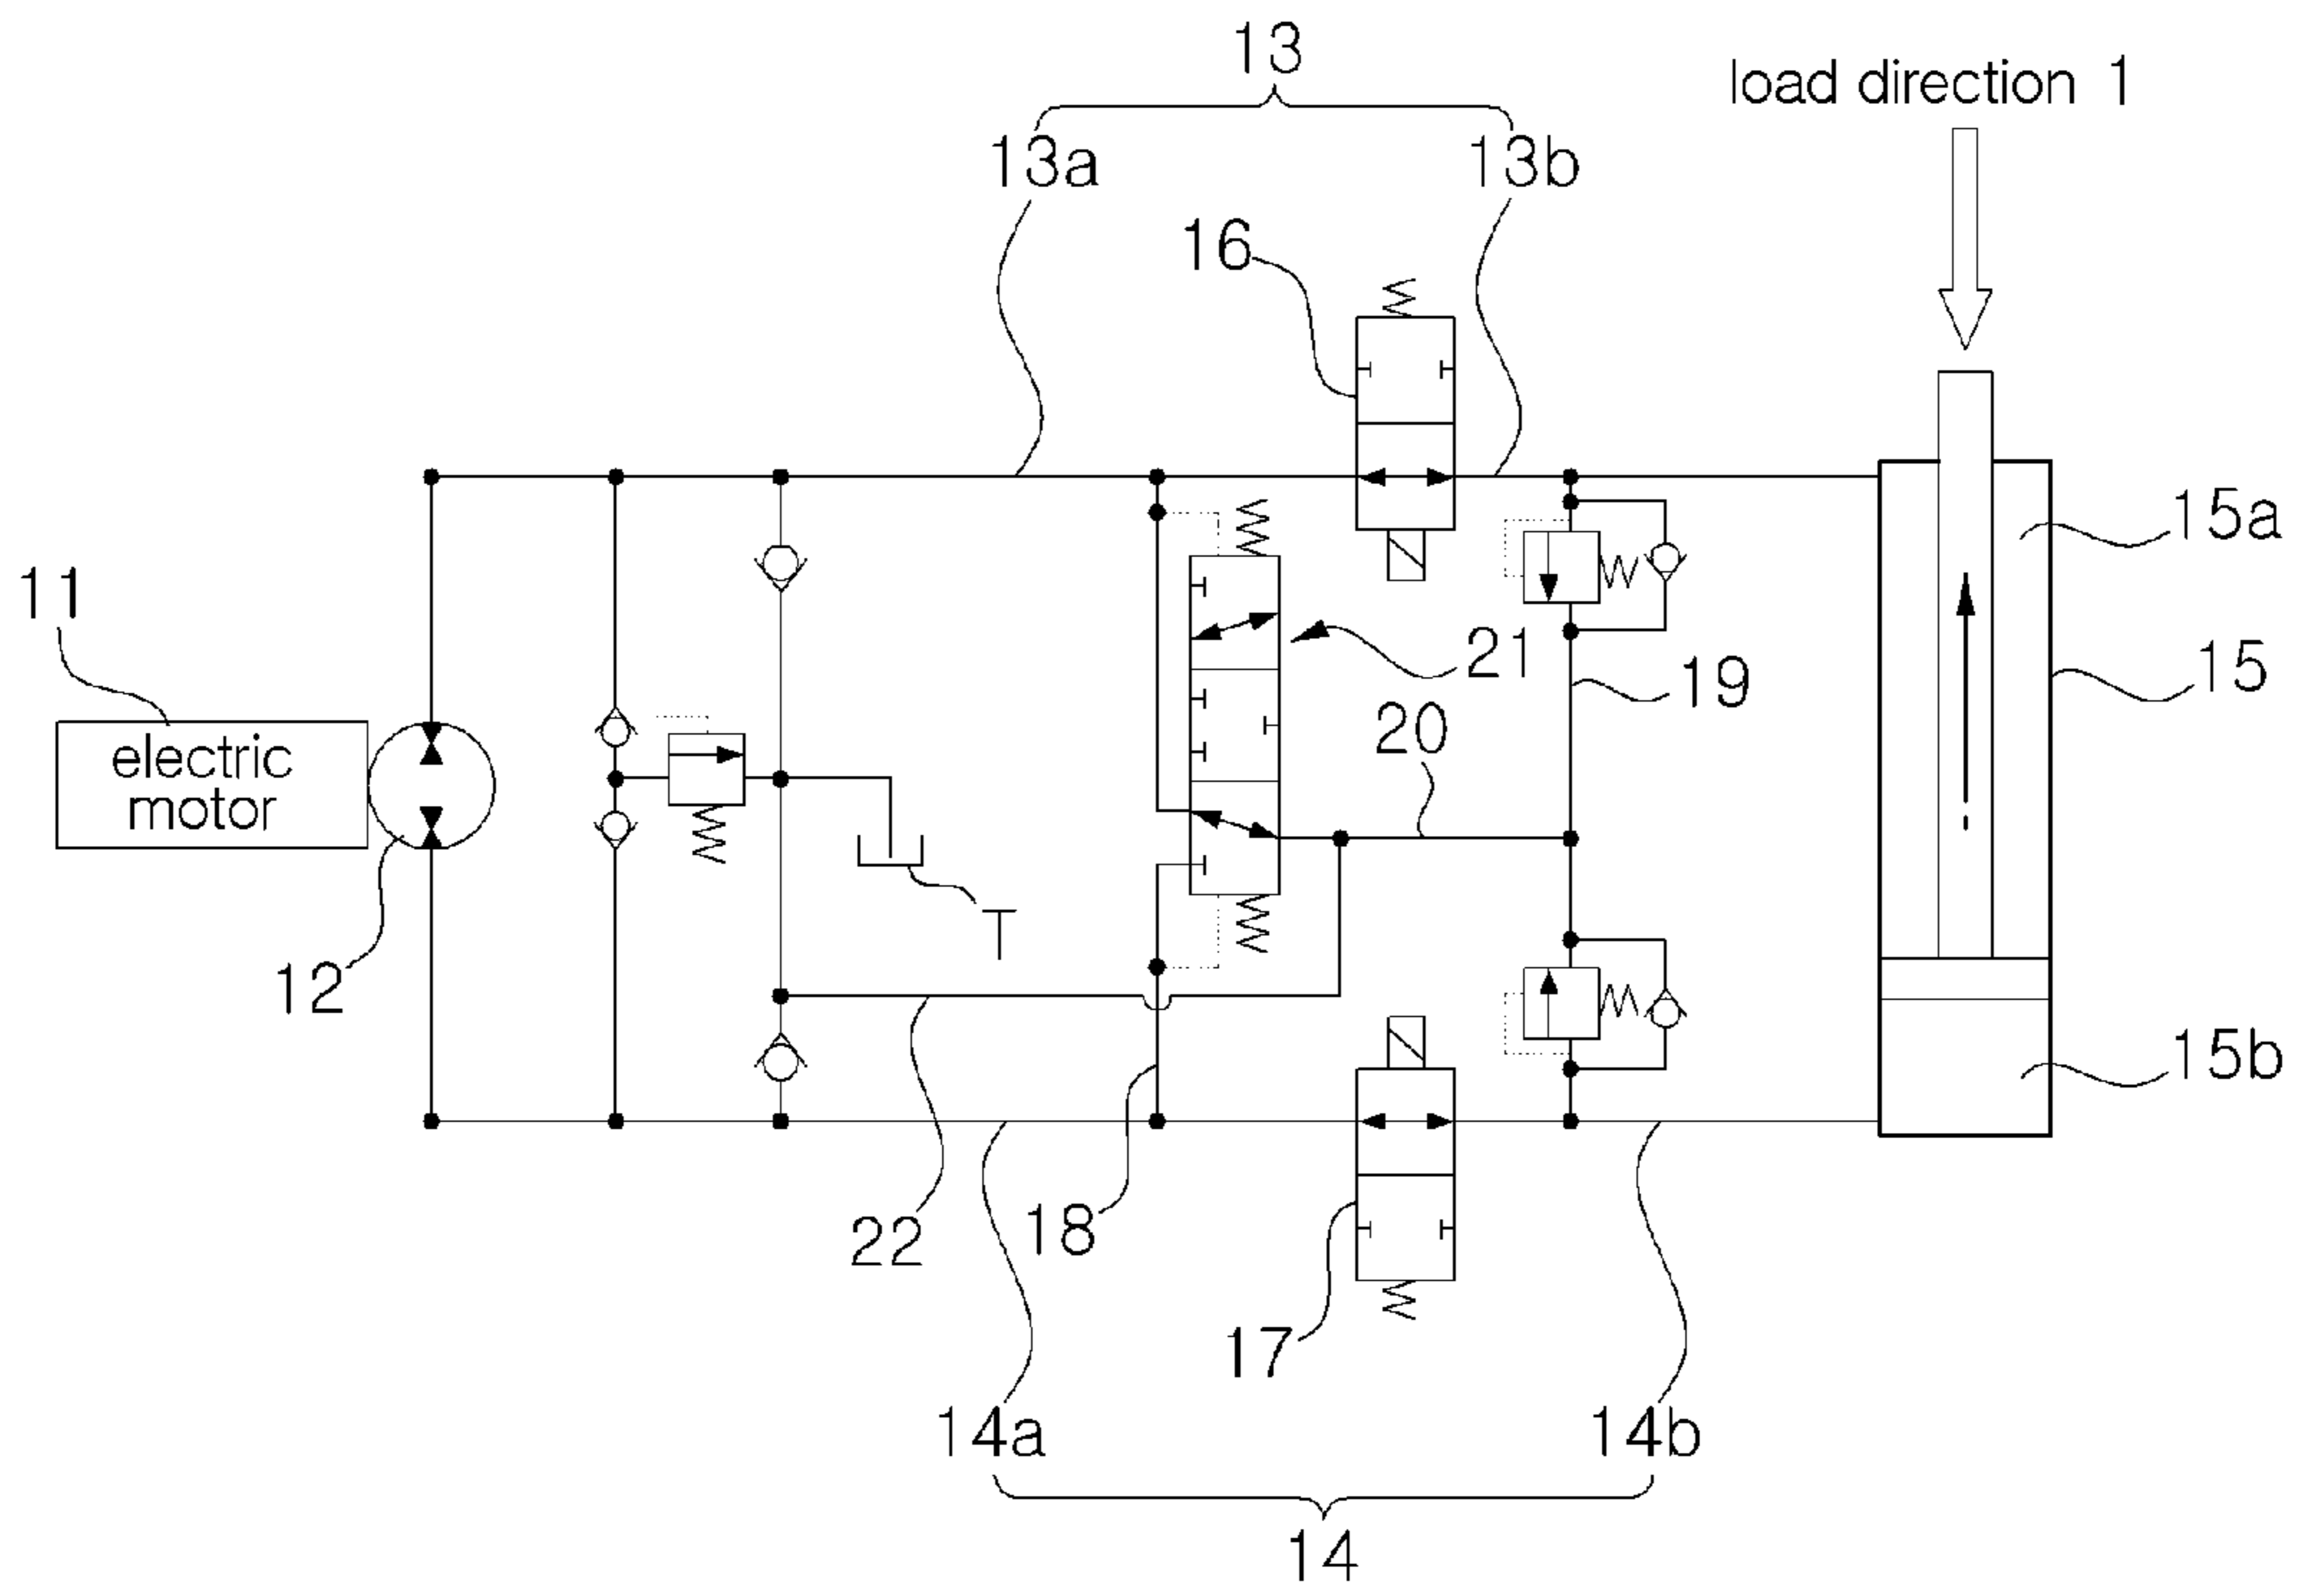 13
load direction 1
13a
13b
16
15a
11
21
19
15
20
electric
motor
T
12
15b
22
18
17
14a
14b
14